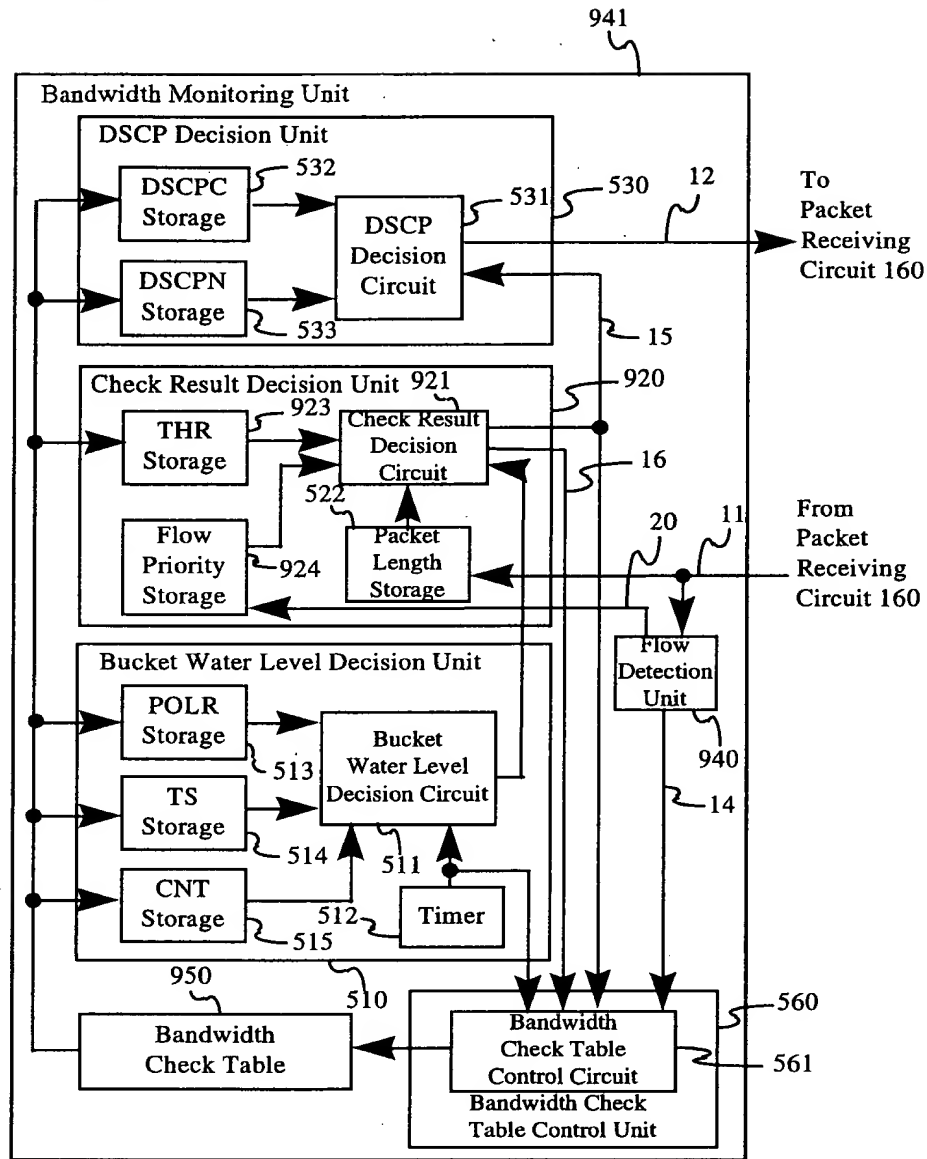 941
Bandwidth Monitoring Unit
DSCP Decision Unit
532
DSCPC
Storage
DSCP
Decision
Circuit
531
530
12
To
Packet
Receiving
Circuit 160
DSCPN
Storage
533
15
Check Result Decision Unit
921
920
923
THR
Storage
Check Result
Decision
Circuit
16
522
Flow
Priority
Storage
924
Packet
Length
Storage
20
11
From
Packet
Receiving
Circuit 160
Flow
Detection
Unit
940
14
Bucket Water Level Decision Unit
POLR
Storage
513
Bucket
Water Level
Decision Circuit
511
TS
Storage
514
CNT
Storage
515
512
Timer
510
950
Bandwidth
Check Table
560
Bandwidth
Check Table
Control Circuit
561
Bandwidth Check
Table Control Unit